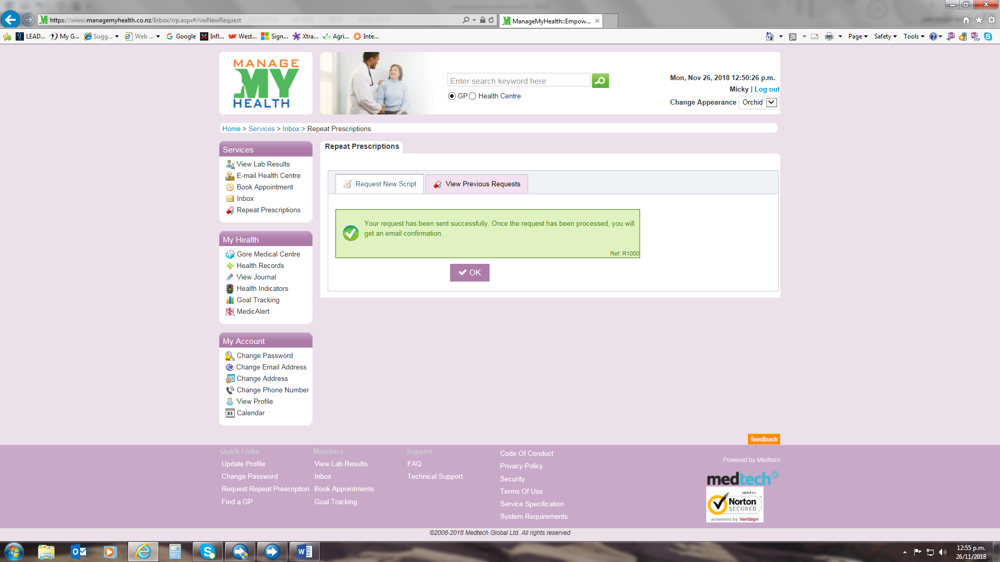 https://www.managemyhealth.co.nz/Inbox/rrp.aspx#/vwNewRequest
ManageMyHealth::Empow...
LEAD... My G... Sugg... Web ... Google Infl... West... Sign... Xtra... Agri... Inte...
Page Safety Tools
MANAGE
MY
HEALTH
Enter search keyword here
GP Health Centre
Mon, Nov 26, 2018 12:50:26 p.m.
Micky | Log out
Change Appearance Orchid
Home > Services > Inbox > Repeat Prescriptions
Services
View Lab Results
E-mail Health Centre
Book Appointment
Inbox
Repeat Prescriptions
My Health
Gore Medical Centre
Health Records
View Journal
Health Indicators
Goal Tracking
MedicAlert
My Account
Change Password
Change Email Address
Change Address
Change Phone Number
View Profile
31 Calendar
Repeat Prescriptions
Request New Script View Previous Requests
Your request has been sent successfully. Once the request has been processed, you will
get an email confirmation.
Ref: R1000
OK
feedback
Quick Links
Update Profile
Change Password
Request Repeat Prescription
Find a GP
Members
View Lab Results
Inbox
Book Appointments
Goal Tracking
Support
FAQ
Technical Support
Code Of Conduct
Privacy Policy
Security
Terms Of Use
Service Specification
System Requirements
Powered by Medtech
medtech
VERIFY
Norton
SECURED
powered by VeriSign
©2008-2018 Medtech Global Ltd. All rights reserved
12:55 p.m.
26/11/2018